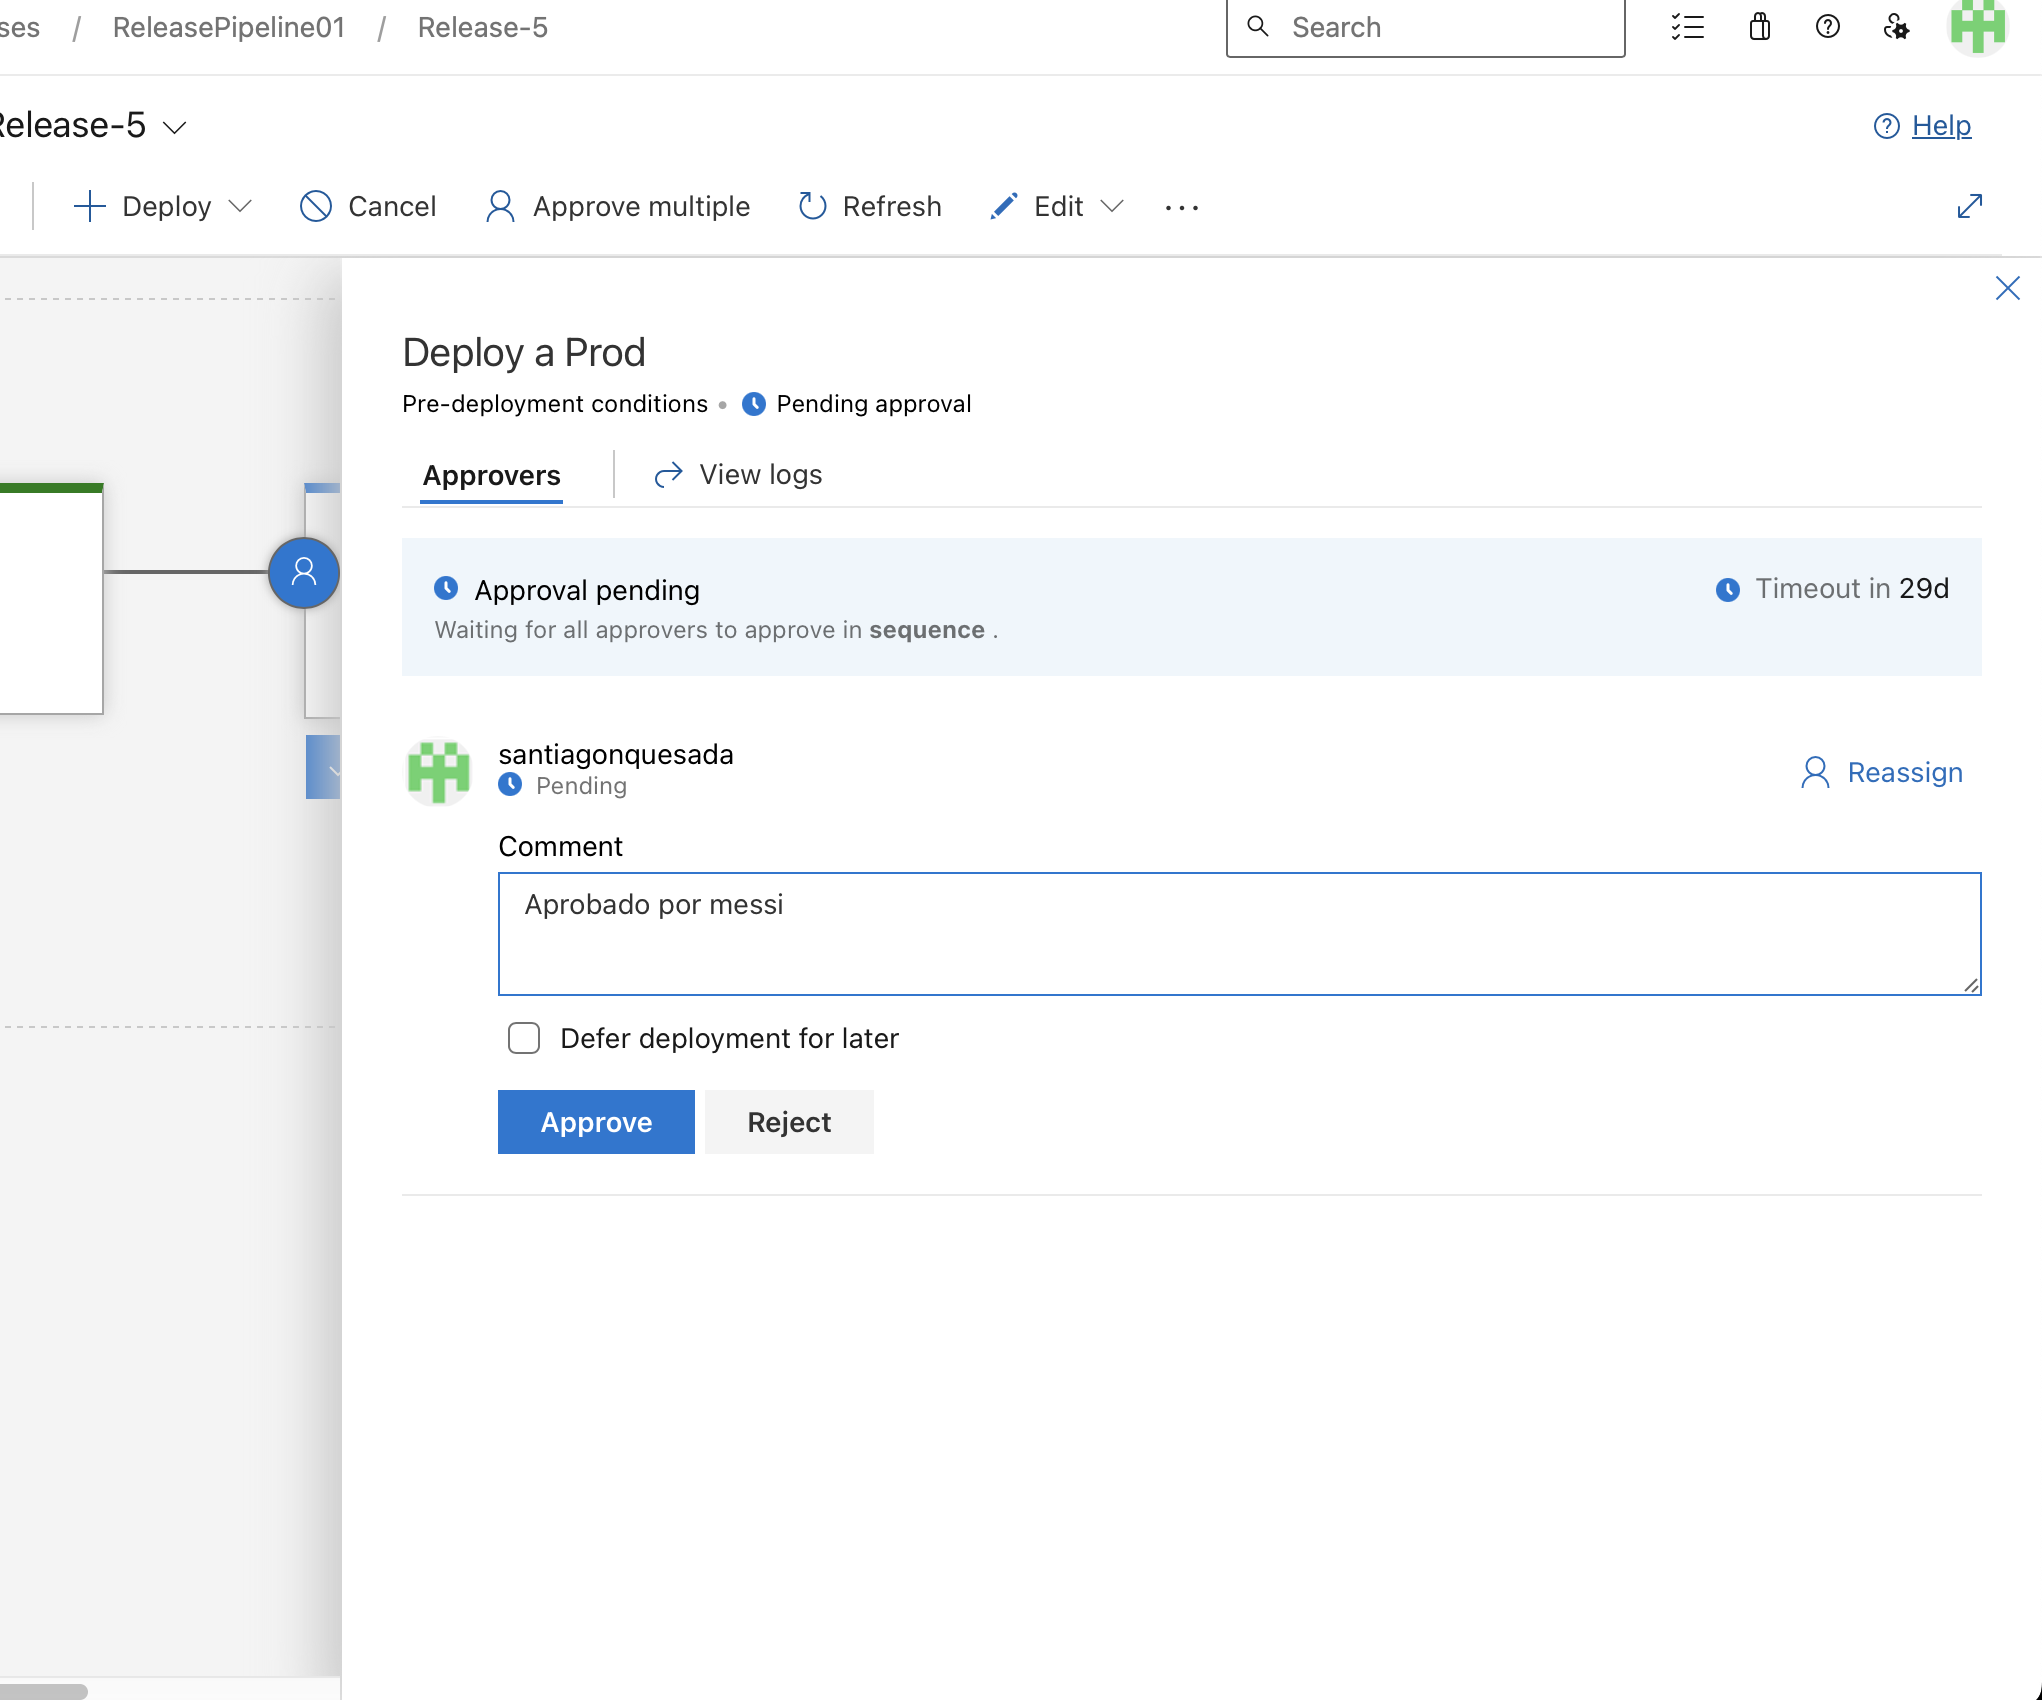 ses / ReleasePipeline01 / Release-5
Search
Release-5
Help
Deploy
Cancel
Approve multiple
Refresh
Edit
Deploy a Prod
Pre-deployment conditions • Pending approval
Approvers
View logs
Approval pending
Timeout in 29d
Waiting for all approvers to approve in sequence .
santiagonquesada
Pending
Reassign
Comment
Aprobado por messi
Defer deployment for later
Approve
Reject